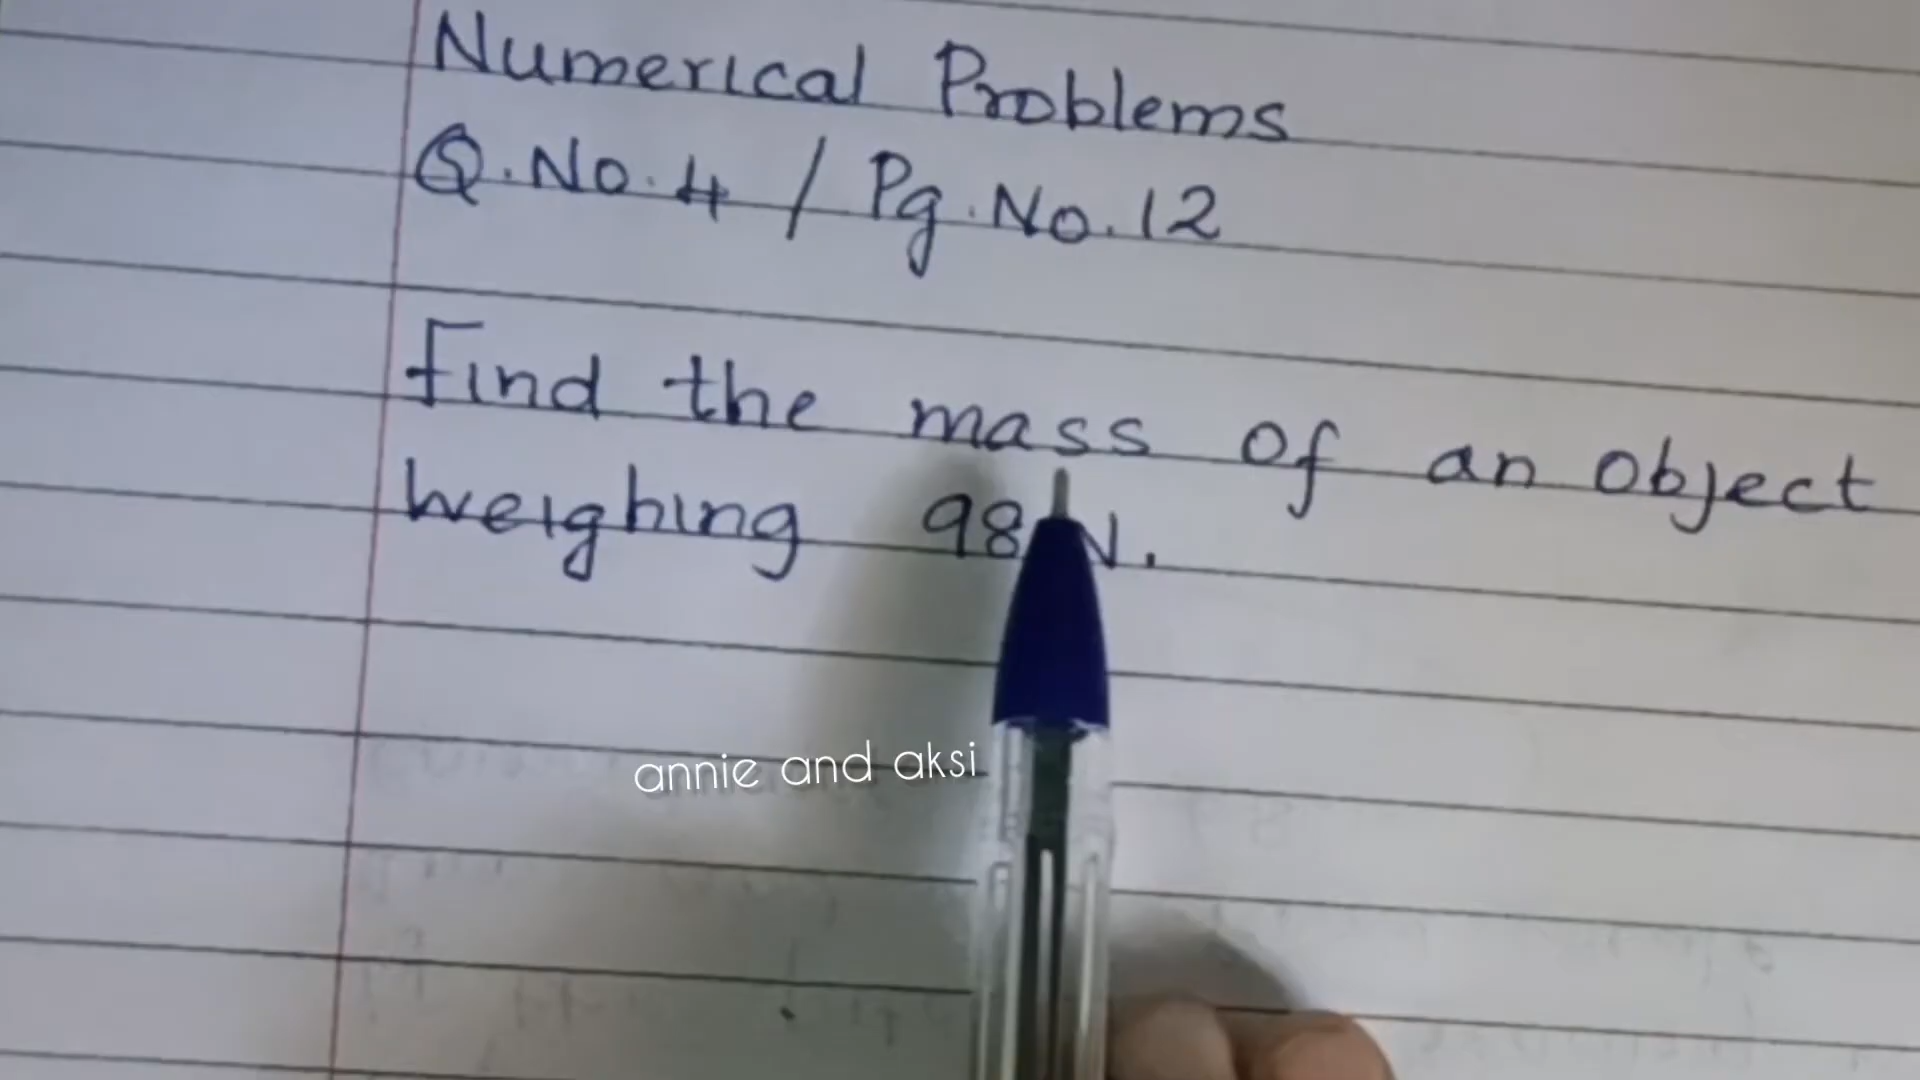 Numerical Problems
Q.No.4 / Pg.No.12
Find the mass of an object
weighing 98 N.
annie and aksi